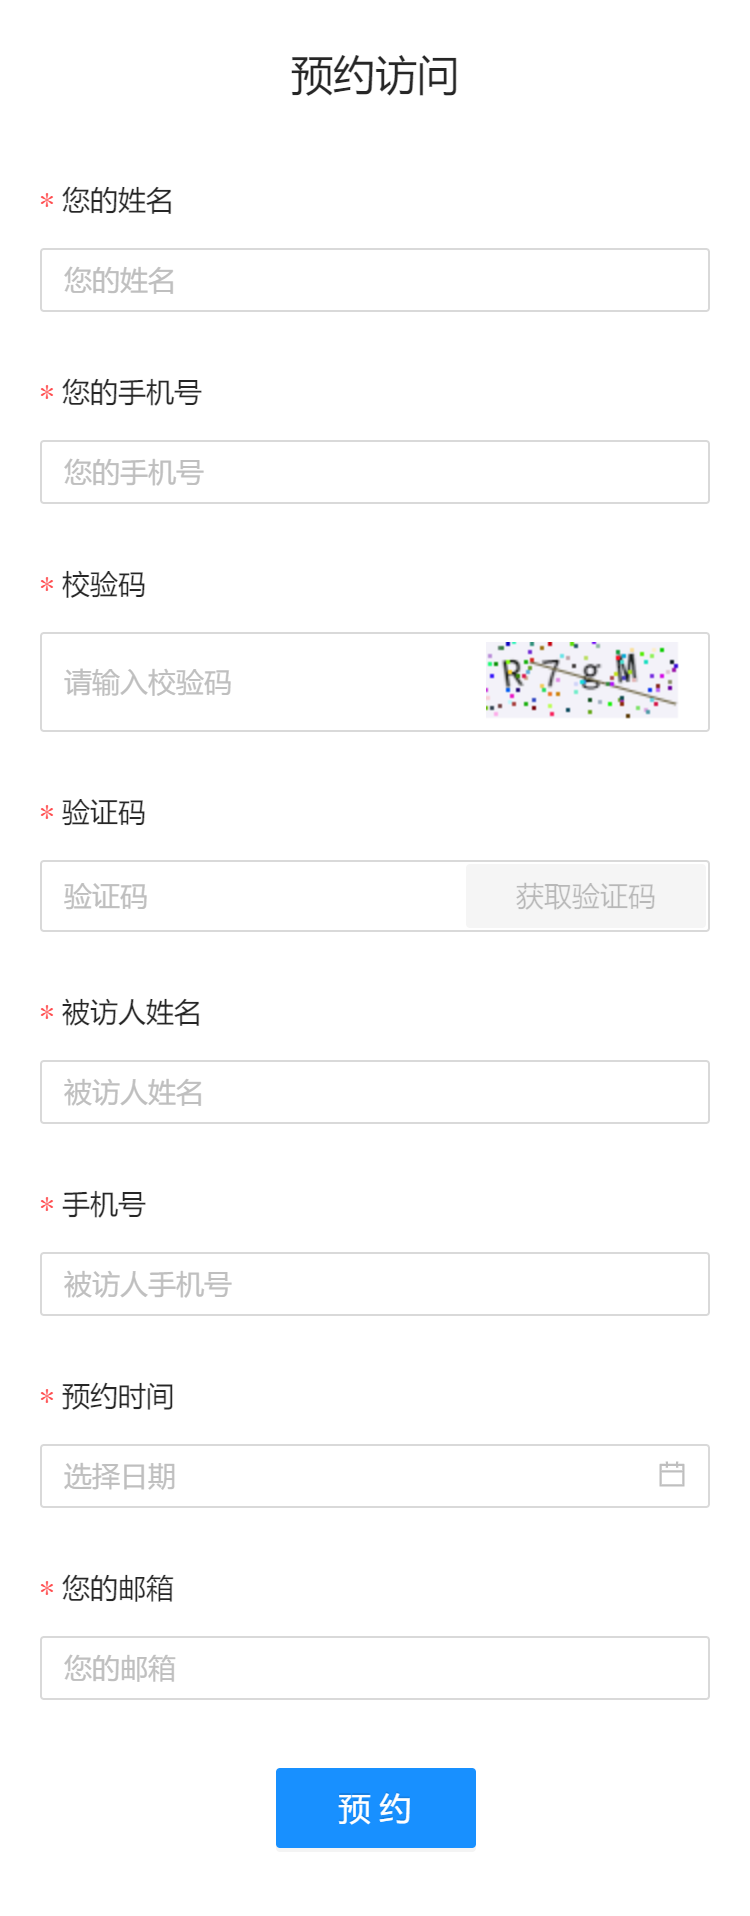 预约访问
* 您的姓名
您的姓名
* 您的手机号
您的手机号
* 校验码
请输入校验码
R7gM
* 验证码
验证码 获取验证码
* 被访人姓名
被访人姓名
* 手机号
被访人手机号
* 预约时间
选择日期
* 您的邮箱
您的邮箱
预 约